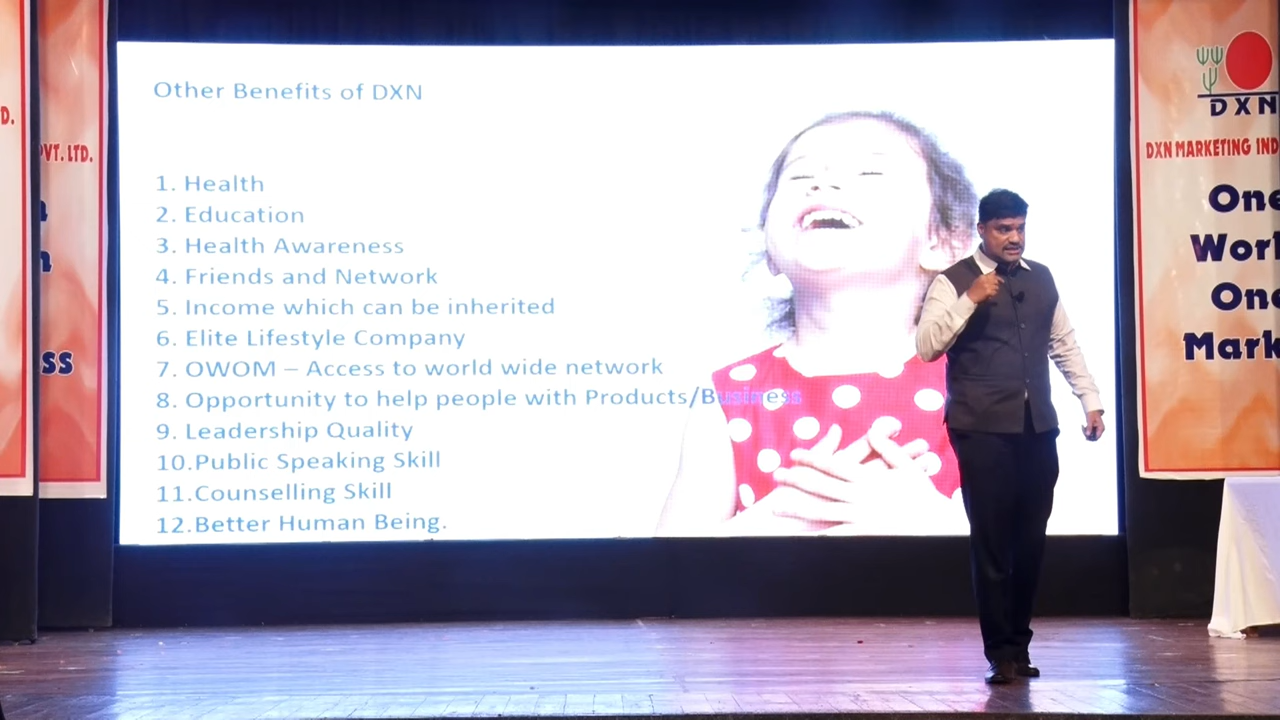 Other Benefits of DXN
1. Health
2. Education
3. Health Awareness
4. Friends and Network
5. Income which can be inherited
6. Elite Lifestyle Company
7. OWOM – Access to world wide network
8. Opportunity to help people with Products/Business
9. Leadership Quality
10.Public Speaking Skill
11.Counselling Skill
12.Better Human Being.
D.
PVT. LTD.
ss
DXN
DXN MARKETING IND
One
Worl
One
Mark